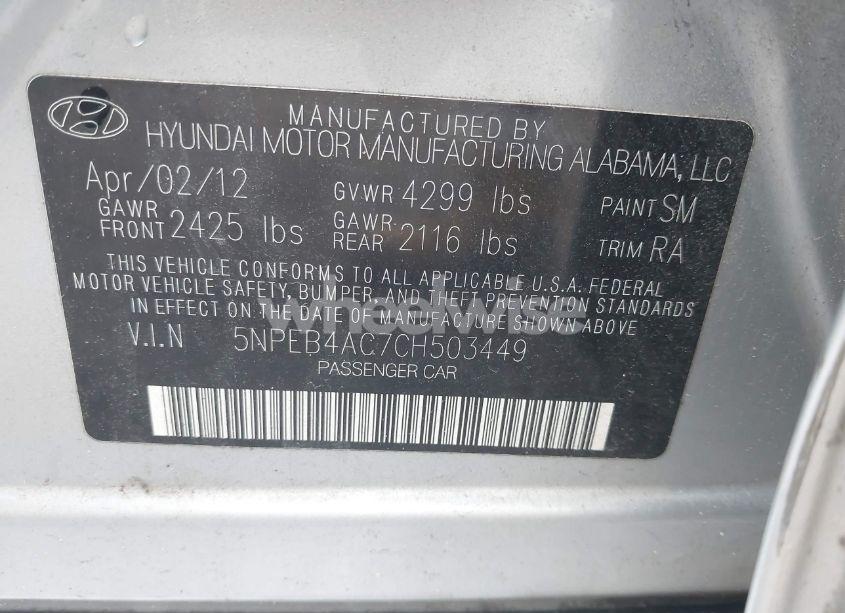 MANUFACTURED BY
HYUNDAI MOTOR MANUFACTURING ALABAMA, LLC
Apr/02/12 GVWR 4299 lbs PAINT SM
GAWR FRONT 2425 lbs GAWR REAR 2116 lbs TRIM RA
THIS VEHICLE CONFORMS TO ALL APPLICABLE U.S.A. FEDERAL
MOTOR VEHICLE SAFETY, BUMPER, AND THEFT PREVENTION STANDARDS
IN EFFECT ON THE DATE OF MANUFACTURE SHOWN ABOVE
wheelwise
V.I.N 5NPEB4AC7CH503449
PASSENGER CAR